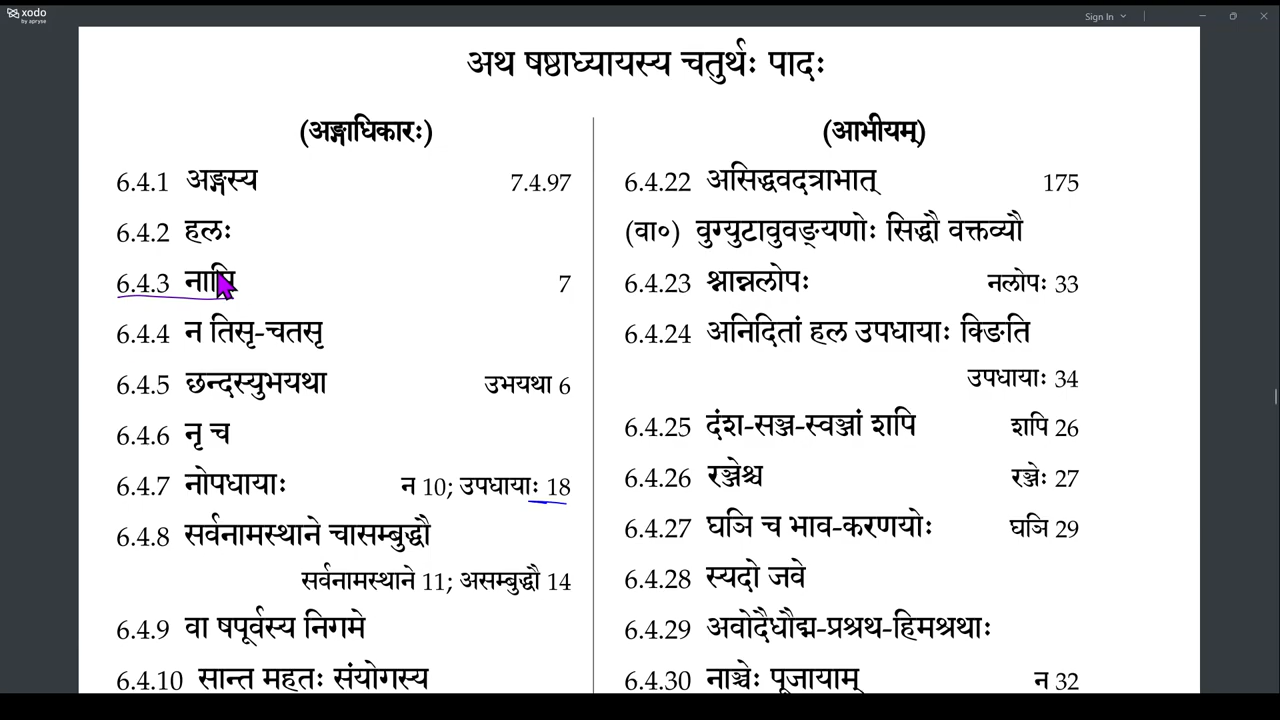 xodo
by apryse
Sign In
अथ षष्ठाध्यायस्य चतुर्थः पादः
(अङ्गाधिकारः)
6.4.1 अङ्गस्य 7.4.97
6.4.2 हलः
6.4.3 नामि 7
6.4.4 न तिसृ-चतसृ
6.4.5 छन्दस्युभयथा उभयथा 6
6.4.6 नृ च
6.4.7 नोपधायाः न 10; उपधायाः 18
6.4.8 सर्वनामस्थाने चासम्बुद्धौ
सर्वनामस्थाने 11; असम्बुद्धौ 14
6.4.9 वा षपूर्वस्य निगमे
6.4.10 सान्त महतः संयोगस्य
(आभीयम्)
6.4.22 असिद्धवदत्राभात् 175
(वा०) वुग्युटावुवङ्यणोः सिद्धौ वक्तव्यौ
6.4.23 श्नान्नलोपः नलोपः 33
6.4.24 अनिदितां हल उपधायाः क्ङिति
उपधायाः 34
6.4.25 दंश-सञ्ज-स्वञ्जां शपि शपि 26
6.4.26 रञ्जेश्च रञ्जेः 27
6.4.27 घञि च भाव-करणयोः घञि 29
6.4.28 स्यदो जवे
6.4.29 अवोदैधौद्म-प्रश्रथ-हिमश्रथाः
6.4.30 नाञ्चेः पूजायाम् न 32